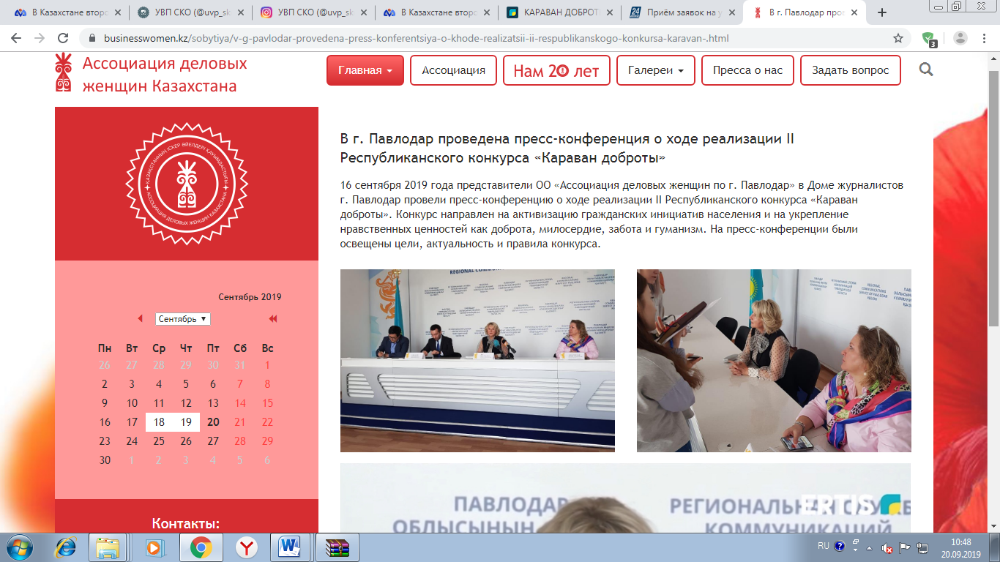 В Казахстане второ
УВП СКО (@uvp_sk
УВП СКО (@uvp_sk
В Казахстане второ
КАРАВАН ДОБРОТ
Приём заявок на у
В г. Павлодар пров
businesswomen.kz/sobytiya/v-g-pavlodar-provedena-press-konferentsiya-o-khode-realizatsii-ii-respublikanskogo-konkursa-karavan-.html
3
Ассоциация деловых
женщин Казахстана
Главная
Ассоциация
Нам 20 лет
Галереи
Пресса о нас
Задать вопрос
ҚАЗАҚСТАННЫҢ ІСКЕР ӘЙЕЛДЕРІ ҚАУЫМДАСТЫҒЫ
АССОЦИАЦИЯ ДЕЛОВЫХ ЖЕНЩИН КАЗАХСТАНА
Сентябрь 2019
Сентябрь
Пн Вт Ср Чт Пт Сб Вс
26 27 28 29 30 31 1
2 3 4 5 6 7 8
9 10 11 12 13 14 15
16 17 18 19 20 21 22
23 24 25 26 27 28 29
30 1 2 3 4 5 6
Контакты:
В г. Павлодар проведена пресс-конференция о ходе реализации II
Республиканского конкурса «Караван доброты»
16 сентября 2019 года представители ОО «Ассоциация деловых женщин по г. Павлодар» в Доме журналистов
г. Павлодар провели пресс-конференцию о ходе реализации II Республиканского конкурса «Караван
доброты». Конкурс направлен на активизацию гражданских инициатив населения и на укрепление
нравственных ценностей как доброта, милосердие, забота и гуманизм. На пресс-конференции были
освещены цели, актуальность и правила конкурса.
REGIONAL
ERTIS
ПАВЛОДАР
ОБЛЫСЫНЫҢ
РЕГИОНАЛЬНАЯ
КОММУНИКАЦИЙ
RU
10:48
20.09.2019